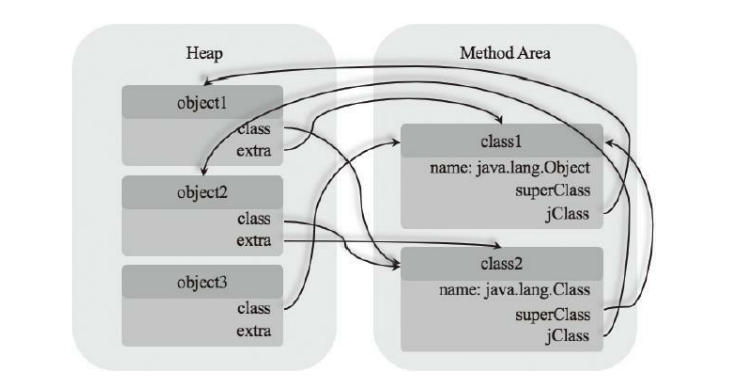 Heap
object1
class
extra
object2
class
extra
object3
class
extra
Method Area
class1
name: java.lang.Object
superClass
jClass
class2
name: java.lang.Class
superClass
jClass